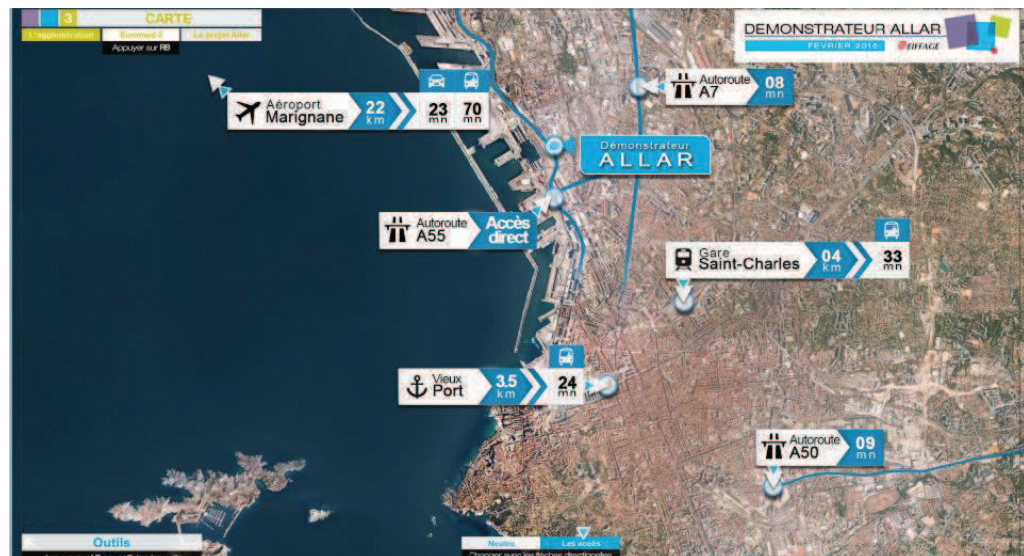 3 CARTE
L'agglomération Euromed 2 Le projet Allar
Appuyer sur RB
DEMONSTRATEUR ALLAR
FEVRIER 2016 EIFFAGE
Autoroute
A7
08
mn
Aéroport
Marignane
22
km
23
mn
70
mn
Démonstrateur
ALLAR
Autoroute
A55
Accès
direct
Gare
Saint-Charles
04
km
33
mn
Vieux
Port
3.5
km
24
mn
Autoroute
A50
09
mn
Outils
Neutre Les accès
Changer avec les flèches directionnelles